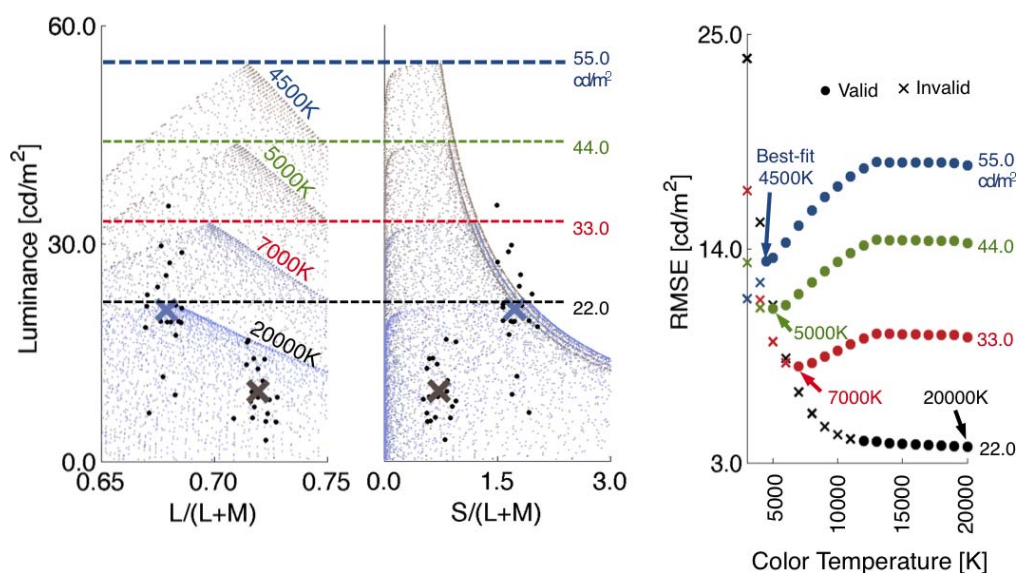 60.0
30.0
0.0
Luminance [cd/m²]
4500K
5000K
7000K
20000K
0.65
0.70
0.75
L/(L+M)
55.0
cd/m²
44.0
33.0
22.0
0.0
1.5
3.0
S/(L+M)
25.0
14.0
3.0
RMSE [cd/m²]
Valid
Invalid
Best-fit
4500K
5000K
7000K
20000K
55.0
cd/m²
44.0
33.0
22.0
5000
10000
15000
20000
Color Temperature [K]